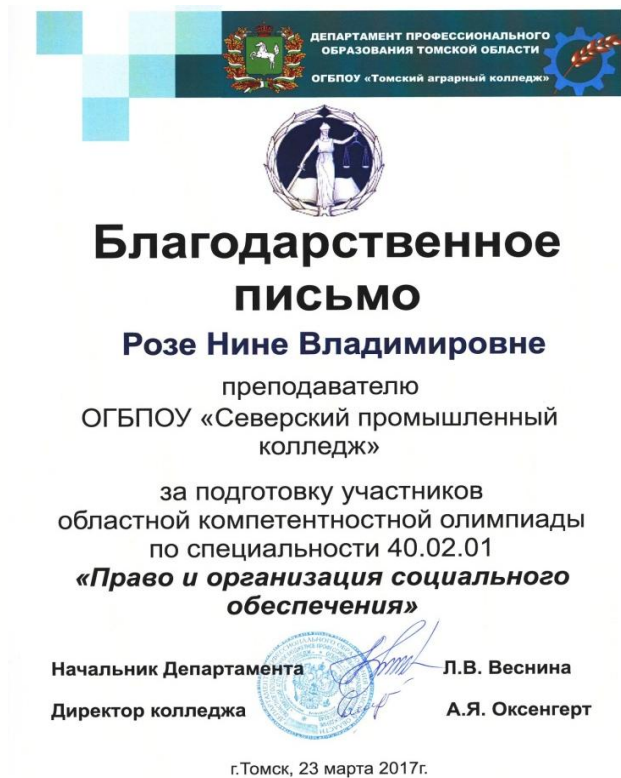 ДЕПАРТАМЕНТ ПРОФЕССИОНАЛЬНОГО
ОБРАЗОВАНИЯ ТОМСКОЙ ОБЛАСТИ
ОГБПОУ «Томский аграрный колледж»
Благодарственное
письмо
Розе Нине Владимировне
преподавателю
ОГБПОУ «Северский промышленный
колледж»
за подготовку участников
областной компетентностной олимпиады
по специальности 40.02.01
«Право и организация социального
обеспечения»
Начальник Департамента
Л.В. Веснина
Директор колледжа
А.Я. Оксенгерт
г.Томск, 23 марта 2017г.